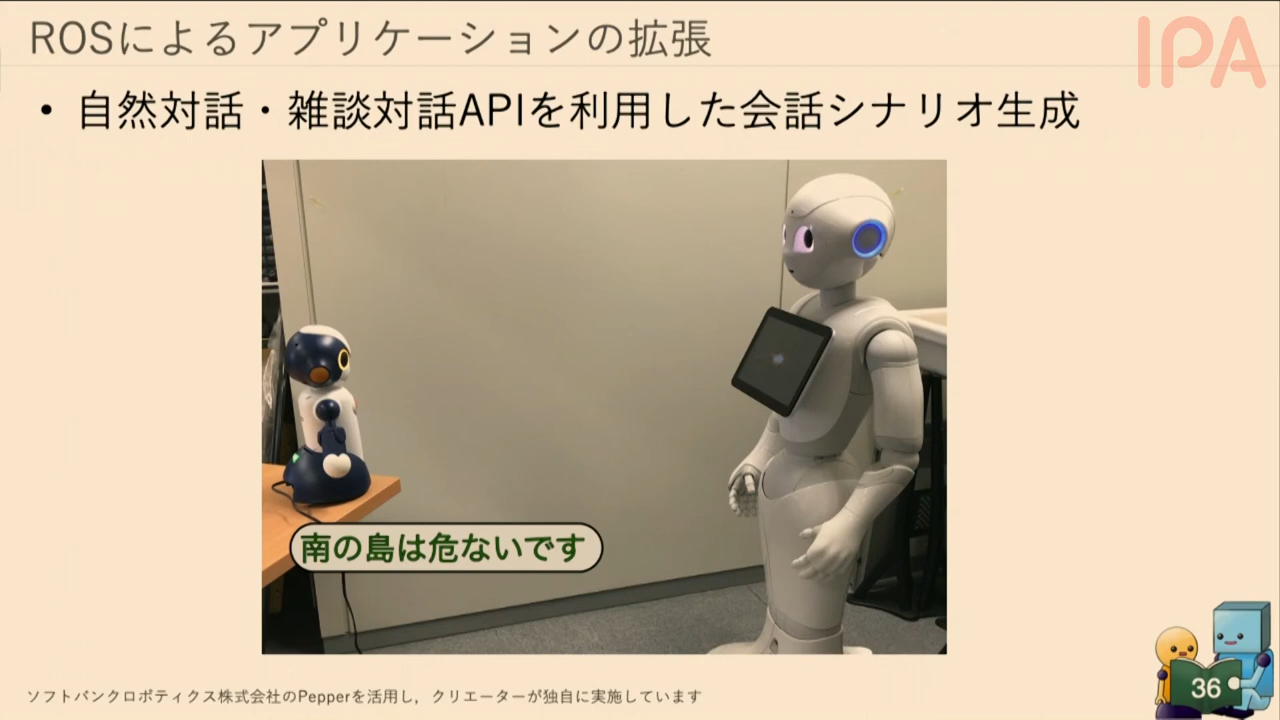 ROSによるアプリケーションの拡張
IPA
• 自然対話・雑談対話APIを利用した会話シナリオ生成
南の島は危ないです
ソフトバンクロボティクス株式会社のPepperを活用し，クリエーターが独自に実施しています
36